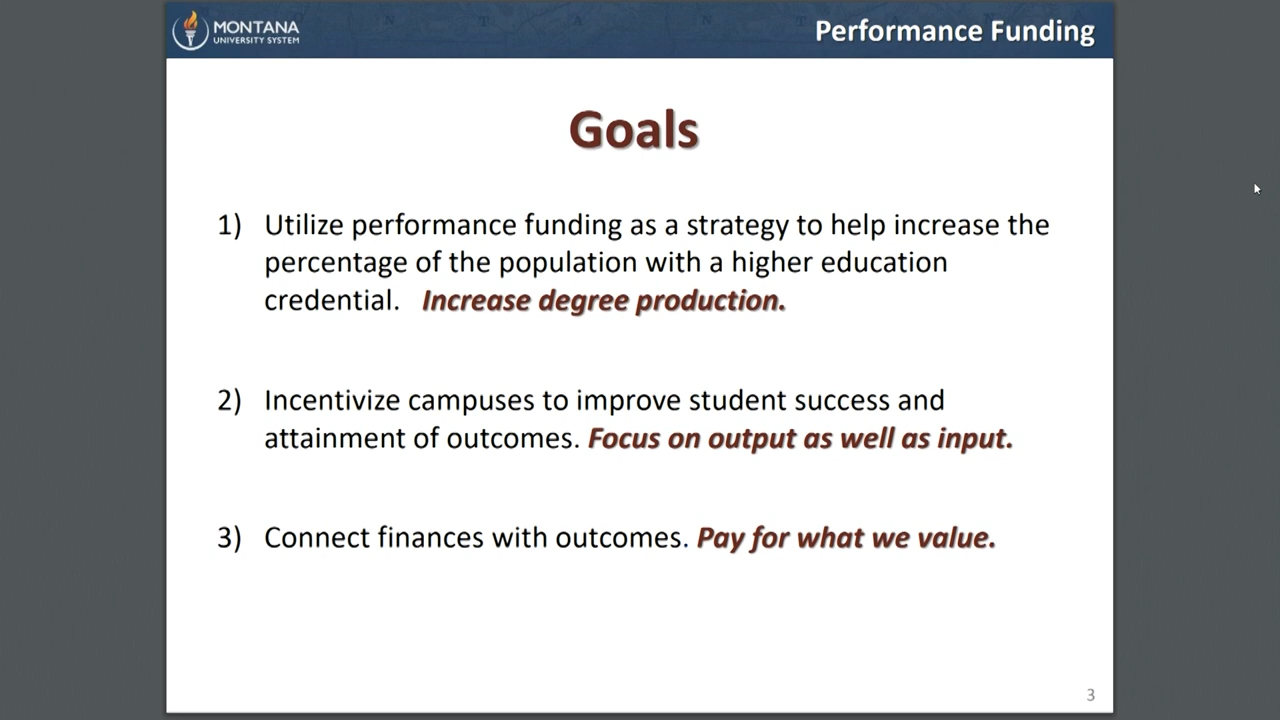 MONTANA
UNIVERSITY SYSTEM
Performance Funding
Goals
1) Utilize performance funding as a strategy to help increase the
percentage of the population with a higher education
credential. Increase degree production.
2) Incentivize campuses to improve student success and
attainment of outcomes. Focus on output as well as input.
3) Connect finances with outcomes. Pay for what we value.
3